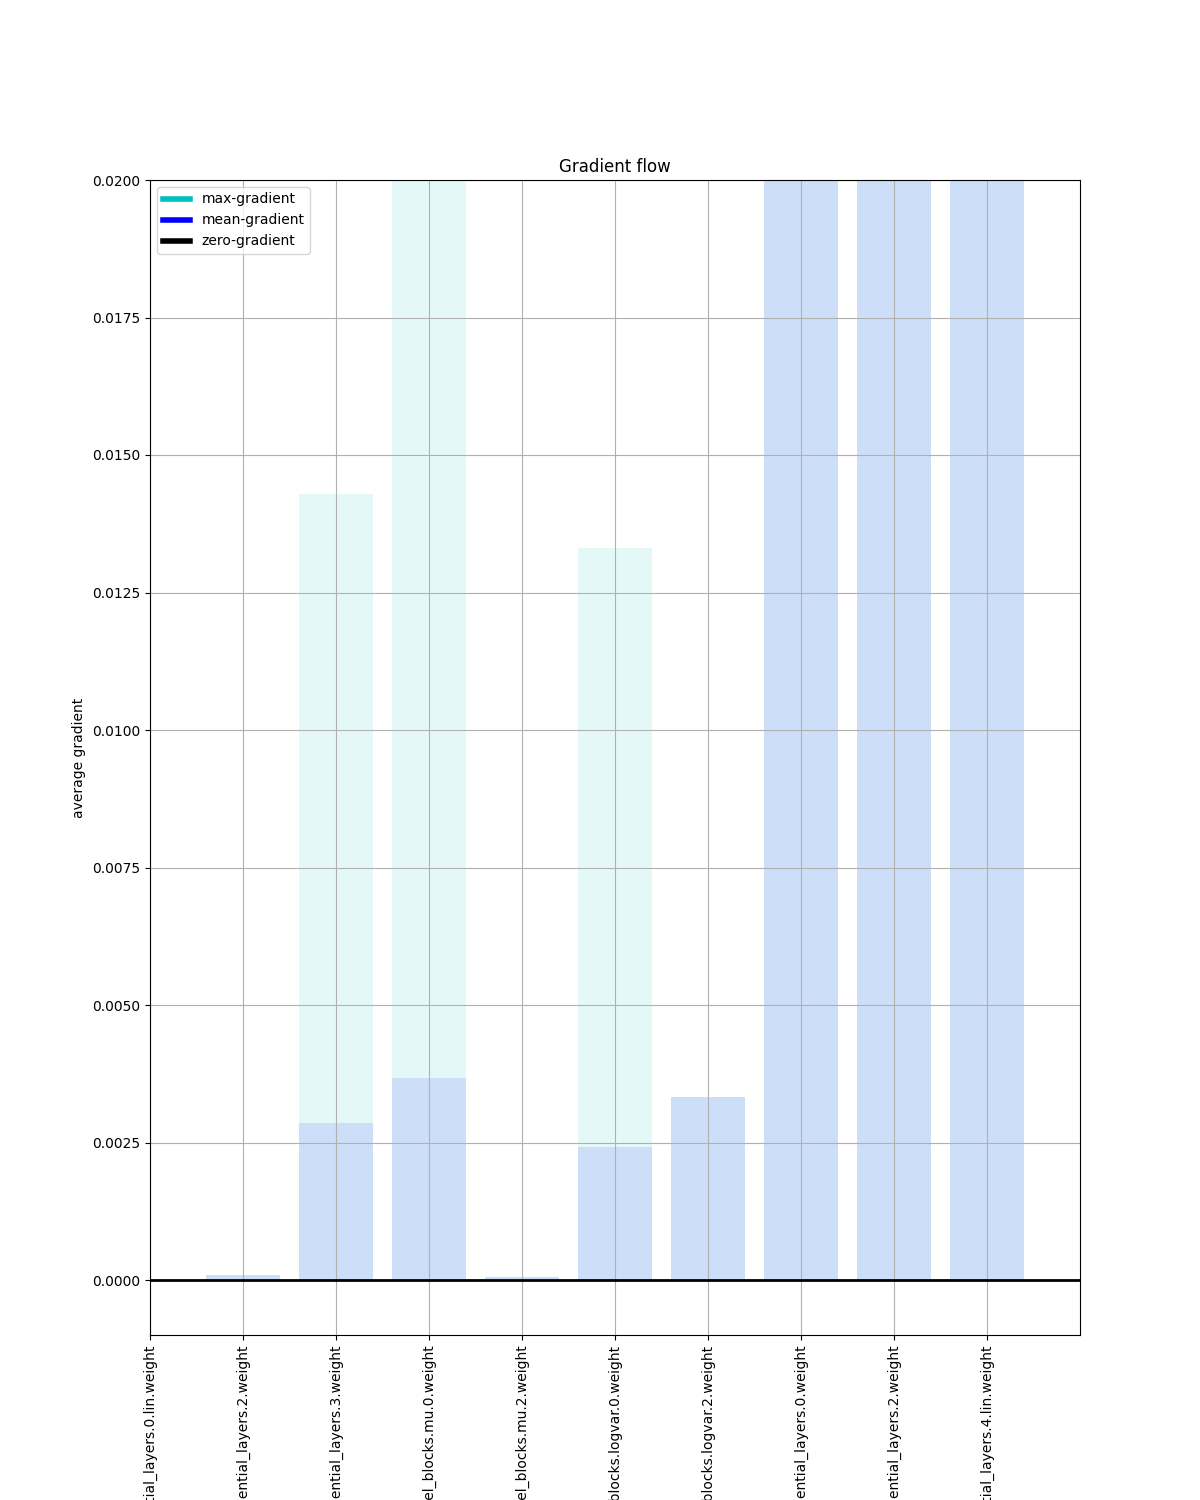 Gradient flow
max-gradient
mean-gradient
zero-gradient
0.0200
0.0175
0.0150
0.0125
0.0100
0.0075
0.0050
0.0025
0.0000
average gradient
tial_layers.0.lin.weight
ential_layers.2.weight
ential_layers.3.weight
el_blocks.mu.0.weight
el_blocks.mu.2.weight
blocks.logvar.0.weight
blocks.logvar.2.weight
ential_layers.0.weight
ential_layers.2.weight
tial_layers.4.lin.weight